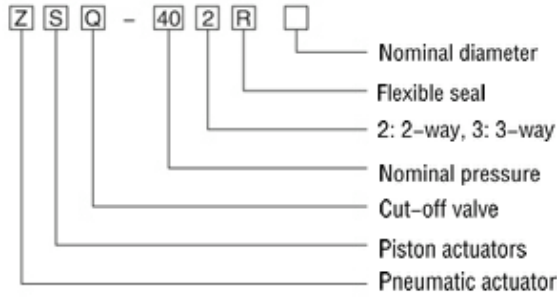 Z S Q - 40 2 R
Nominal diameter
Flexible seal
2: 2-way, 3: 3-way
Nominal pressure
Cut-off valve
Piston actuators
Pneumatic actuator